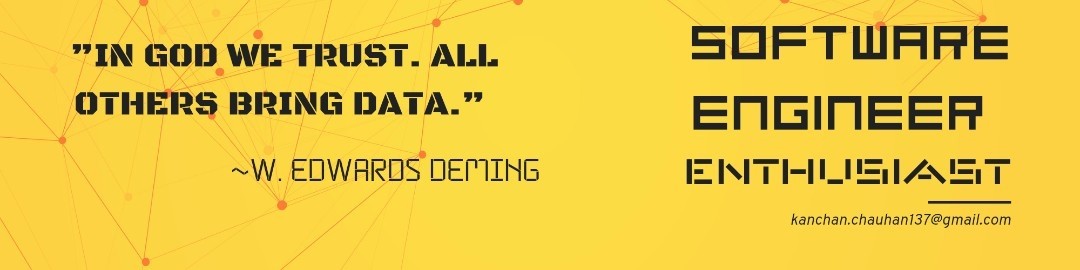 ”IN GOD WE TRUST. ALL
OTHERS BRING DATA.”
~W. EDWARDS DEMING
SOFTWARE
ENGINEER
ENTHUSIAST
kanchan.chauhan137@gmail.com